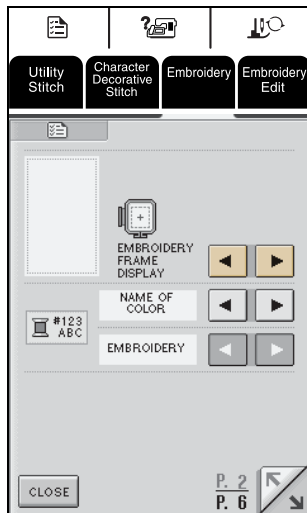 ?
Utility
Stitch
Character
Decorative
Stitch
Embroidery
Embroidery
Edit
EMBROIDERY
FRAME
DISPLAY
NAME OF
COLOR
#123
ABC
EMBROIDERY
CLOSE
P. 2
P. 6